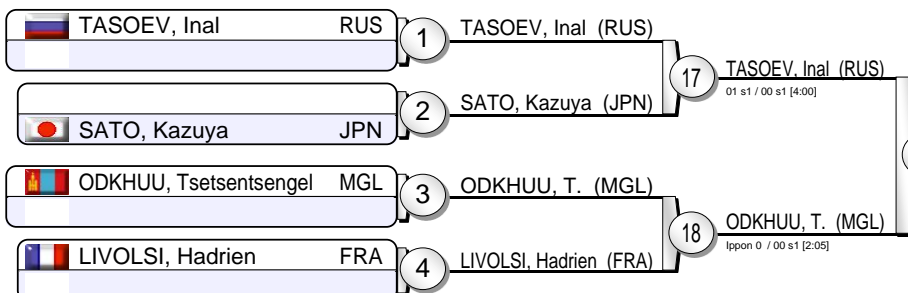 TASOEV, Inal RUS
1
TASOEV, Inal (RUS)
17
TASOEV, Inal (RUS)
01 s1 / 00 s1 [4:00]
SATO, Kazuya JPN
2
SATO, Kazuya (JPN)
ODKHUU, Tsetsentsengel MGL
3
ODKHUU, T. (MGL)
18
ODKHUU, T. (MGL)
Ippon 0 / 00 s1 [2:05]
LIVOLSI, Hadrien FRA
4
LIVOLSI, Hadrien (FRA)